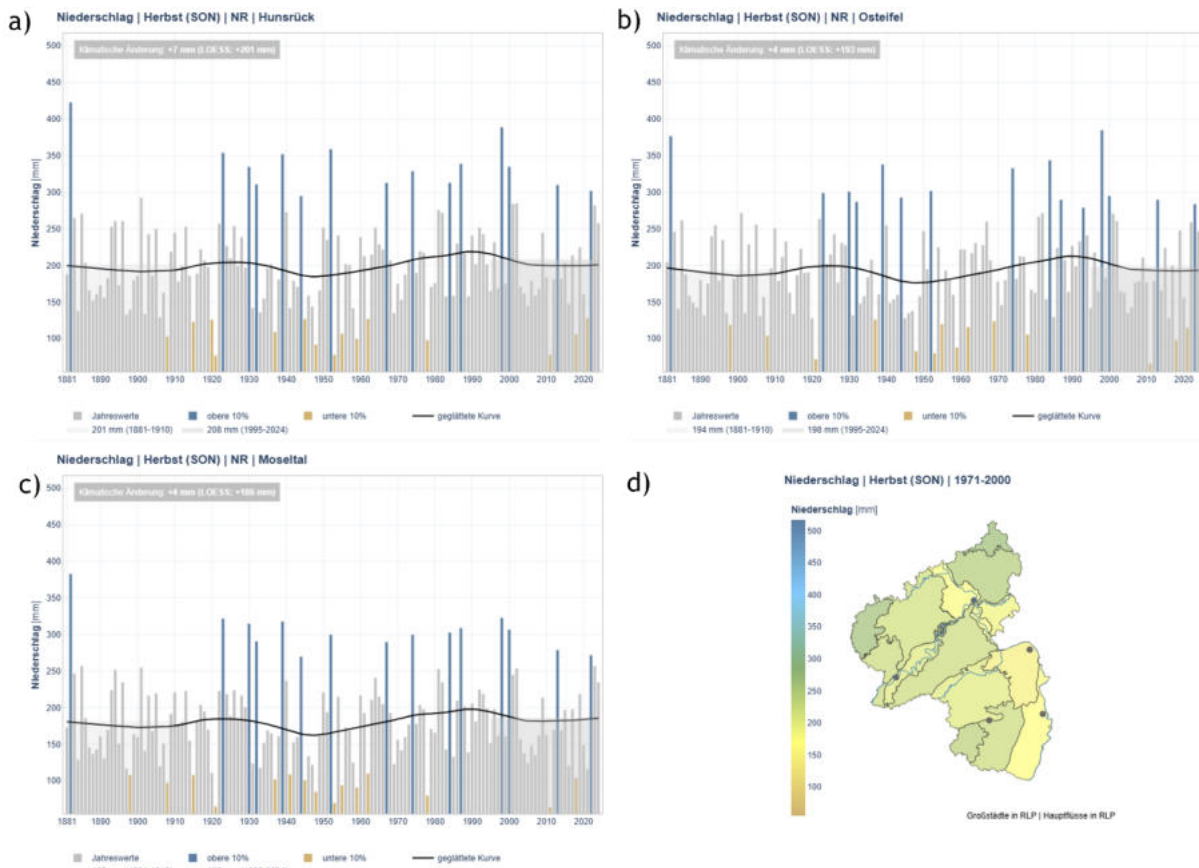 a)
Niederschlag | Herbst (SON) | NR | Hunsrück
Klimatische Änderung: +7 mm (LOESS: +201 mm)
Niederschlag [mm]
500
450
400
350
300
250
200
150
100
1881 1890 1900 1910 1920 1930 1940 1950 1960 1970 1980 1990 2000 2010 2020
Jahreswerte obere 10% untere 10% geglättete Kurve
201 mm (1881-1910) 208 mm (1995-2024)
b)
Niederschlag | Herbst (SON) | NR | Osteifel
Klimatische Änderung: +4 mm (LOESS: +193 mm)
Niederschlag [mm]
500
450
400
350
300
250
200
150
100
1881 1890 1900 1910 1920 1930 1940 1950 1960 1970 1980 1990 2000 2010 2020
Jahreswerte obere 10% untere 10% geglättete Kurve
194 mm (1881-1910) 198 mm (1995-2024)
c)
Niederschlag | Herbst (SON) | NR | Moseltal
Klimatische Änderung: +4 mm (LOESS: +186 mm)
Niederschlag [mm]
500
450
400
350
300
250
200
150
100
1881 1890 1900 1910 1920 1930 1940 1950 1960 1970 1980 1990 2000 2010 2020
Jahreswerte obere 10% untere 10% geglättete Kurve
d)
Niederschlag | Herbst (SON) | 1971-2000
Niederschlag [mm]
500
450
400
350
300
250
200
150
100
Großstädte in RLP | Hauptflüsse in RLP